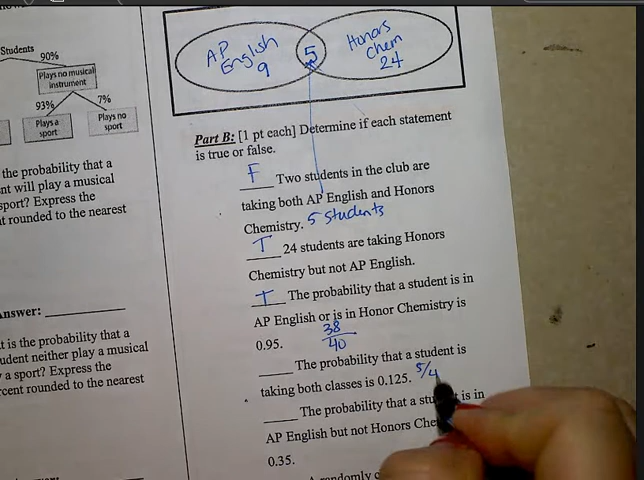 Students
90%
Plays no musical
instrument
93%
7%
Plays a
sport
Plays no
sport
the probability that a
nt will play a musical
sport? Express the
t rounded to the nearest
nswer:
t is the probability that a
udent neither play a musical
y a sport? Express the
rcent rounded to the nearest
AP
English
9
5
Honors
Chem
24
Part B: [1 pt each] Determine if each statement
is true or false.
F Two students in the club are
taking both AP English and Honors
Chemistry. 5 students
T 24 students are taking Honors
Chemistry but not AP English.
T The probability that a student is in
AP English or is in Honor Chemistry is
0.95. 38
40
The probability that a student is
taking both classes is 0.125. 5/4
The probability that a stu t is in
AP English but not Honors Che
0.35.
A randomly c